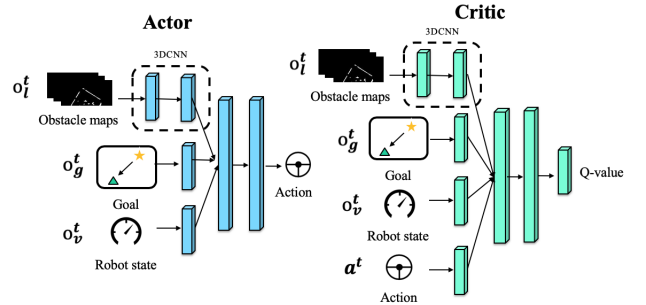 Actor
3DCNN
o_l^t
Obstacle maps
o_g^t
Goal
Action
o_v^t
Robot state
Critic
3DCNN
o_l^t
Obstacle maps
o_g^t
Goal
Q-value
o_v^t
Robot state
a^t
Action